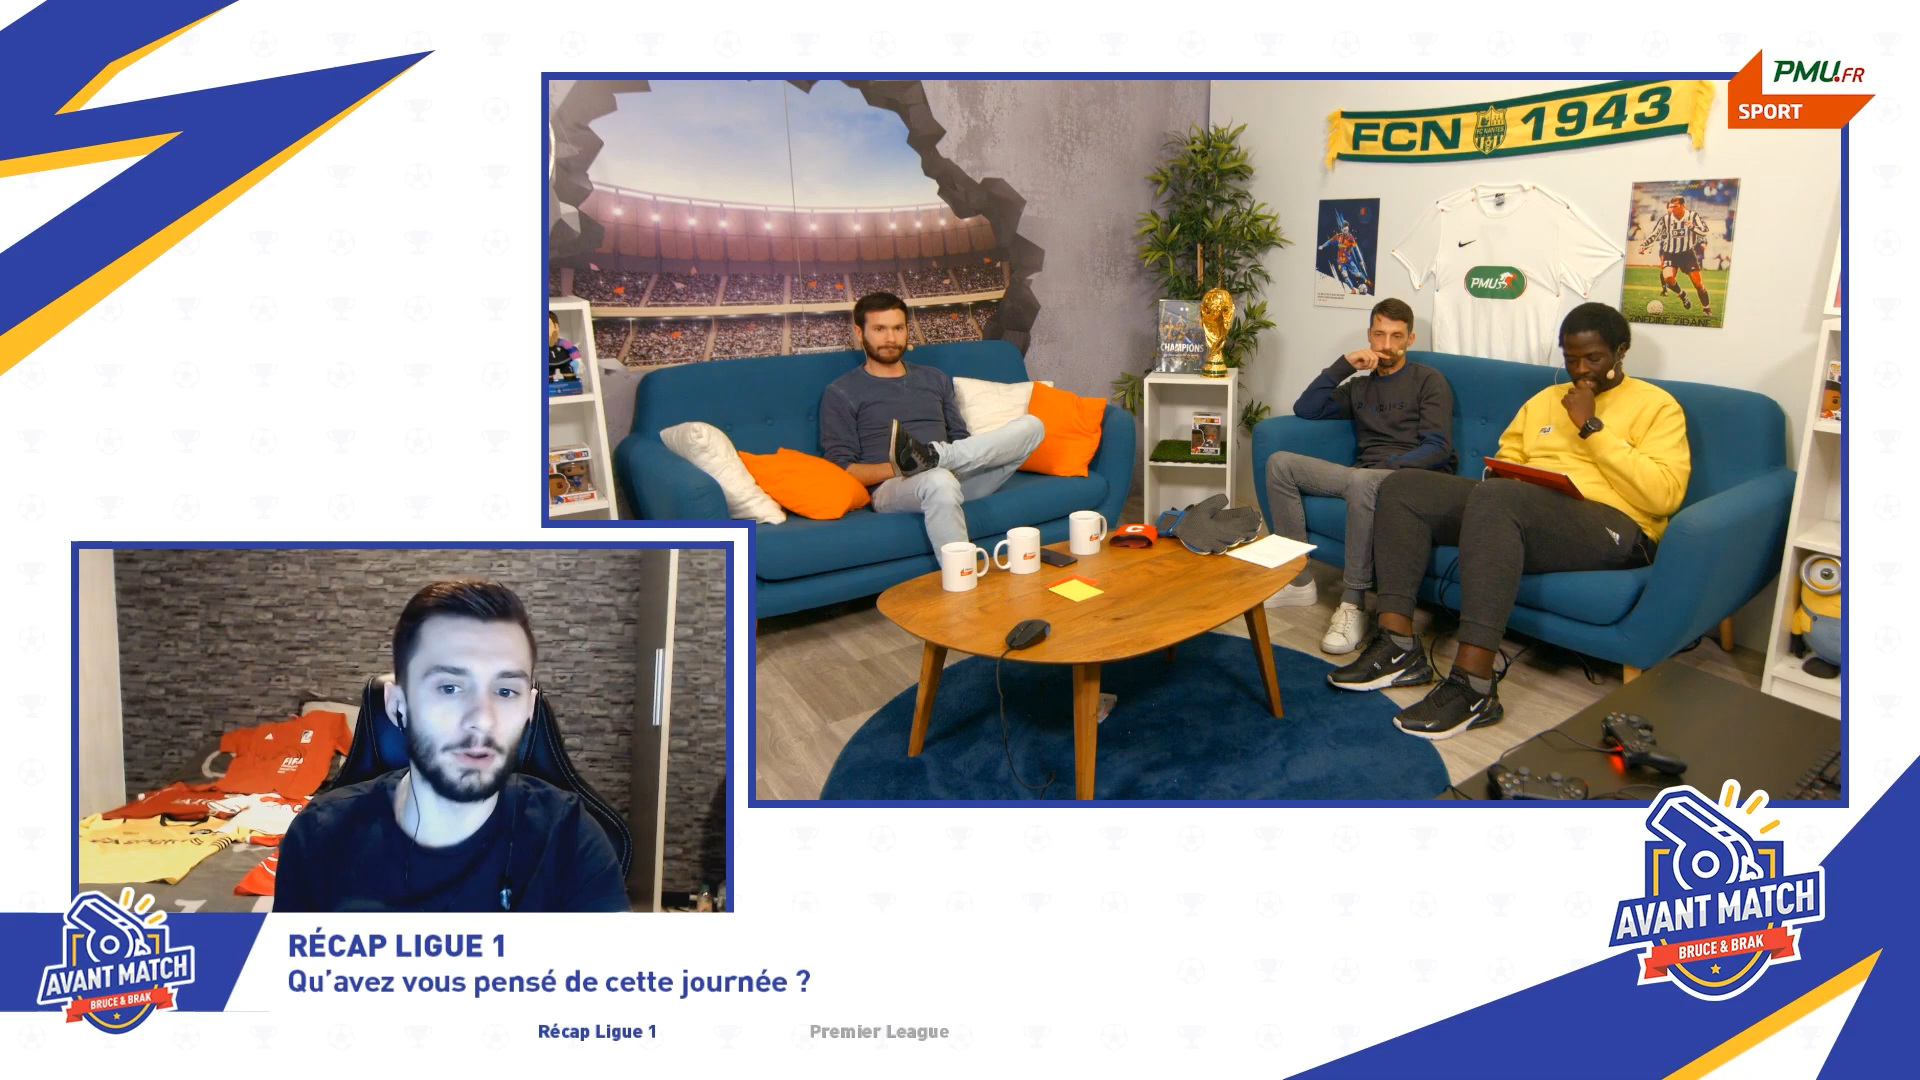 PMU.FR
SPORT
FCN 1943
FC NANTES
PMU
CHAMPIONS
ZINEDINE ZIDANE
C
FIFA
AVANT MATCH
BRUCE & BRAK
AVANT MATCH
BRUCE & BRAK
RÉCAP LIGUE 1
Qu'avez vous pensé de cette journée ?
Récap Ligue 1
Premier League